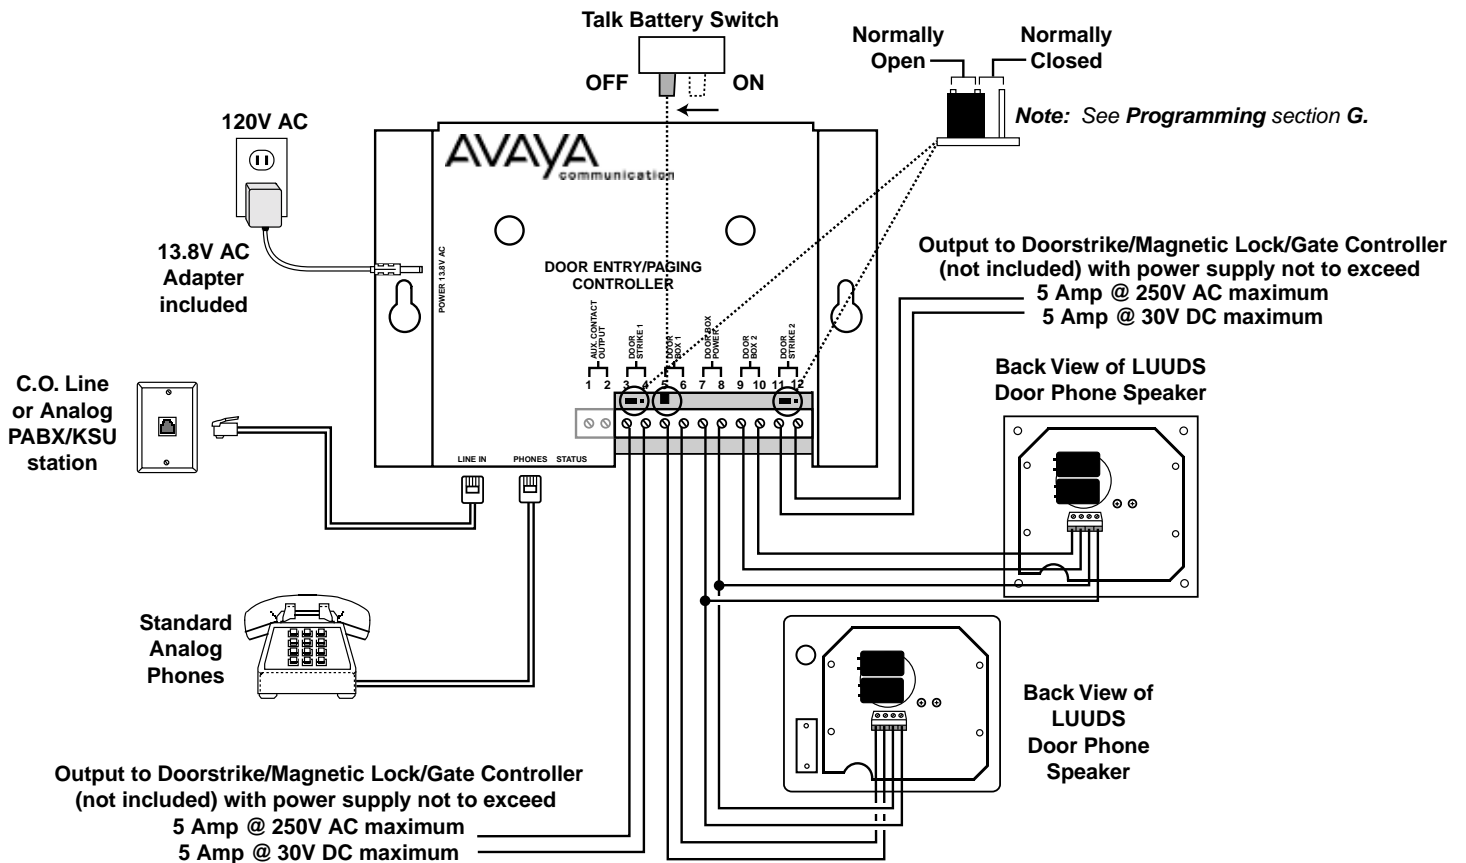 Talk Battery Switch
OFF
ON
Normally
Open
Normally
Closed
Note: See Programming section G.
120V AC
AVAYA
communication
13.8V AC
Adapter
included
POWER 13.8V AC
DOOR ENTRY/PAGING
CONTROLLER
Output to Doorstrike/Magnetic Lock/Gate Controller
(not included) with power supply not to exceed
5 Amp @ 250V AC maximum
5 Amp @ 30V DC maximum
AUX. CONTACT
OUTPUT
DOOR
STRIKE 1
DOOR
BOX 1
DOOR BOX
POWER
DOOR
BOX 2
DOOR
STRIKE 2
1 2 3 4 5 6 7 8 9 10 11 12
C.O. Line
or Analog
PABX/KSU
station
LINE IN
PHONES
STATUS
Back View of LUUDS
Door Phone Speaker
Standard
Analog
Phones
Back View of
LUUDS
Door Phone
Speaker
Output to Doorstrike/Magnetic Lock/Gate Controller
(not included) with power supply not to exceed
5 Amp @ 250V AC maximum
5 Amp @ 30V DC maximum